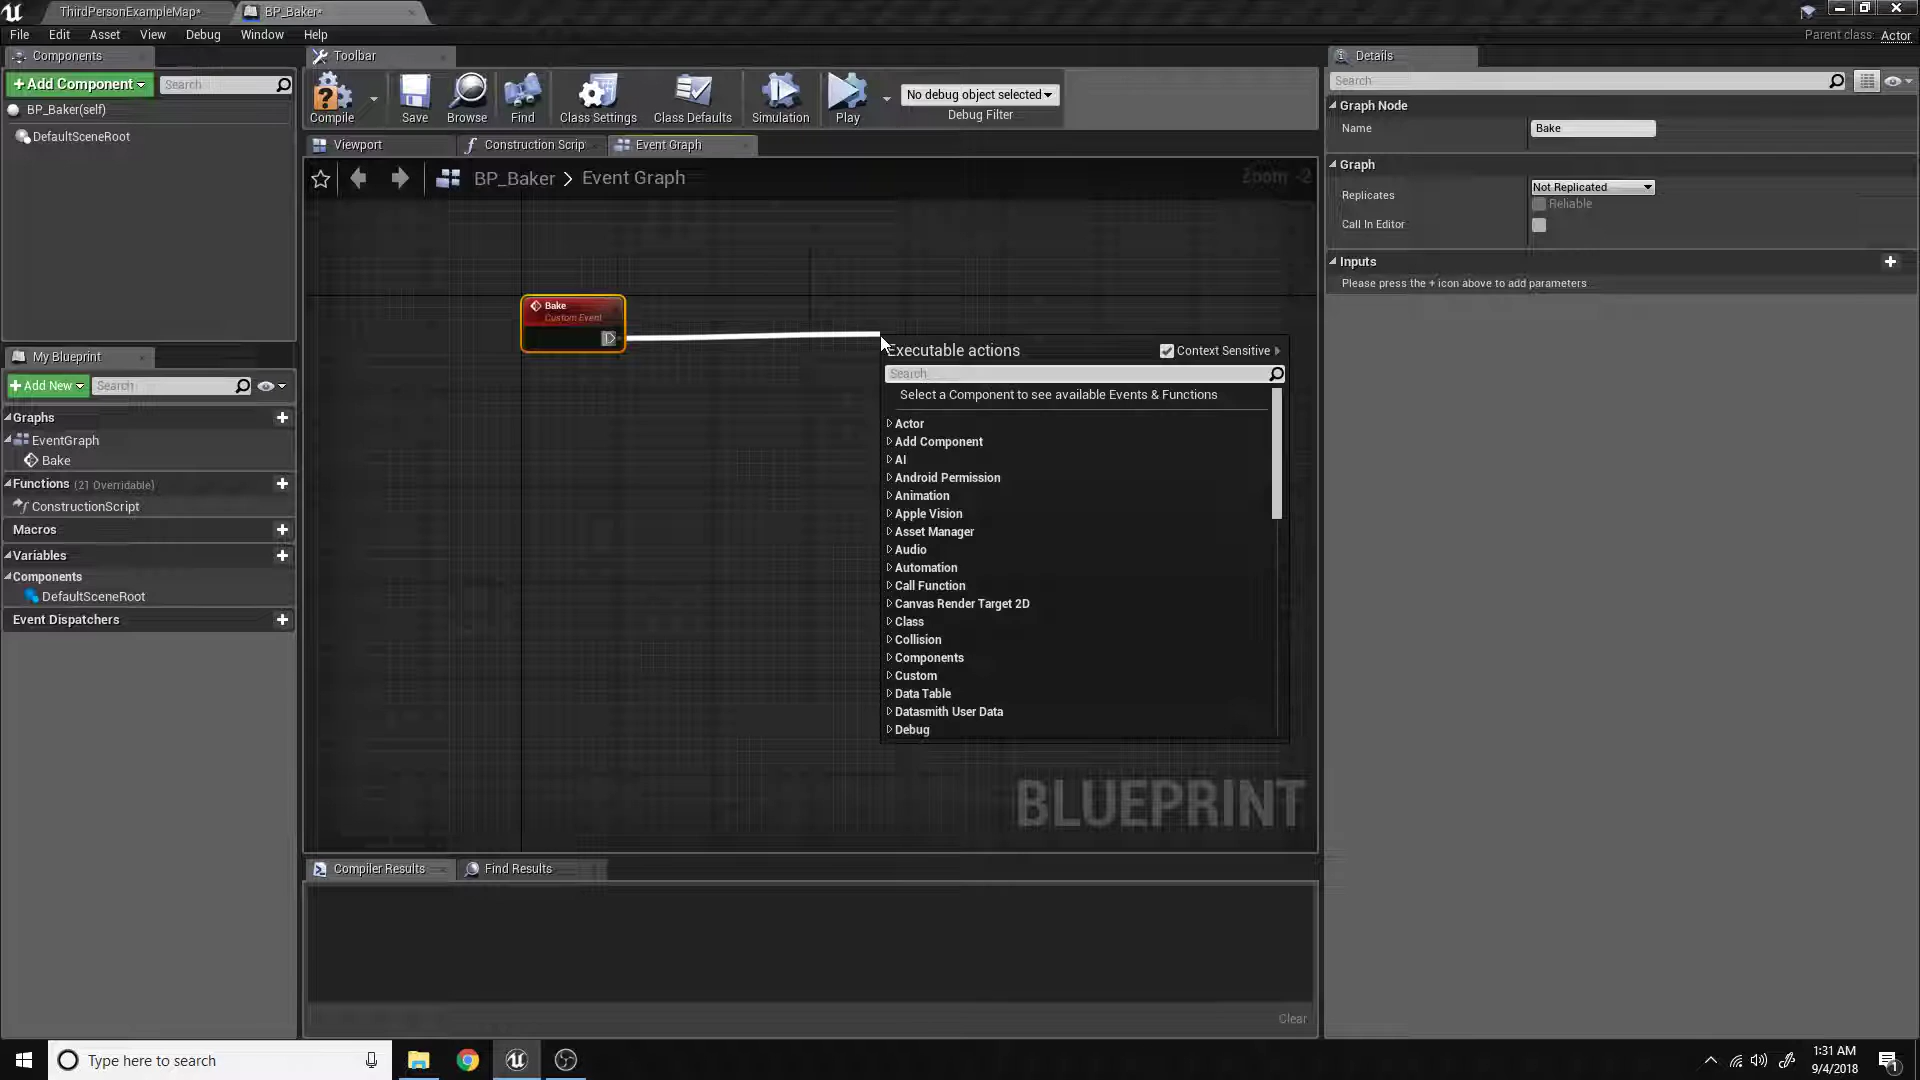 ThirdPersonExampleMap*
BP_Baker*
File Edit Asset View Debug Window Help
Parent class: Actor
Components
+Add Component
Search
BP_Baker(self)
DefaultSceneRoot
Toolbar
Compile
Save
Browse
Find
Class Settings
Class Defaults
Simulation
Play
No debug object selected
Debug Filter
Viewport
Construction Scrip
Event Graph
BP_Baker > Event Graph
Zoom -2
Bake
Custom Event
Executable actions
Context Sensitive
Search
Select a Component to see available Events & Functions
Actor
Add Component
AI
Android Permission
Animation
Apple Vision
Asset Manager
Audio
Automation
Call Function
Canvas Render Target 2D
Class
Collision
Components
Custom
Data Table
Datasmith User Data
Debug
BLUEPRINT
My Blueprint
+Add New
Search
Graphs
EventGraph
Bake
Functions (21 Overridable)
ConstructionScript
Macros
Variables
Components
DefaultSceneRoot
Event Dispatchers
Compiler Results
Find Results
Clear
Details
Search
Graph Node
Name
Bake
Graph
Replicates
Not Replicated
Reliable
Call In Editor
Inputs
Please press the + icon above to add parameters
Type here to search
1:31 AM
9/4/2018
1